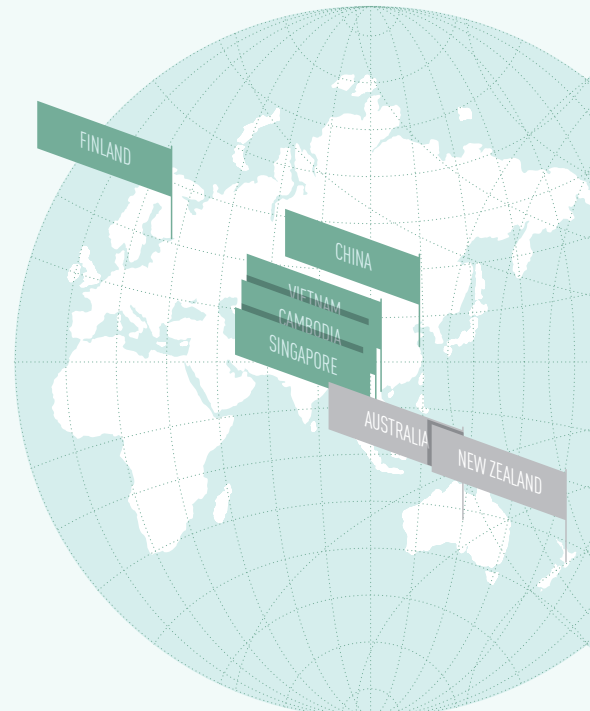 FINLAND
CHINA
VIETNAM
CAMBODIA
SINGAPORE
AUSTRALIA
NEW ZEALAND